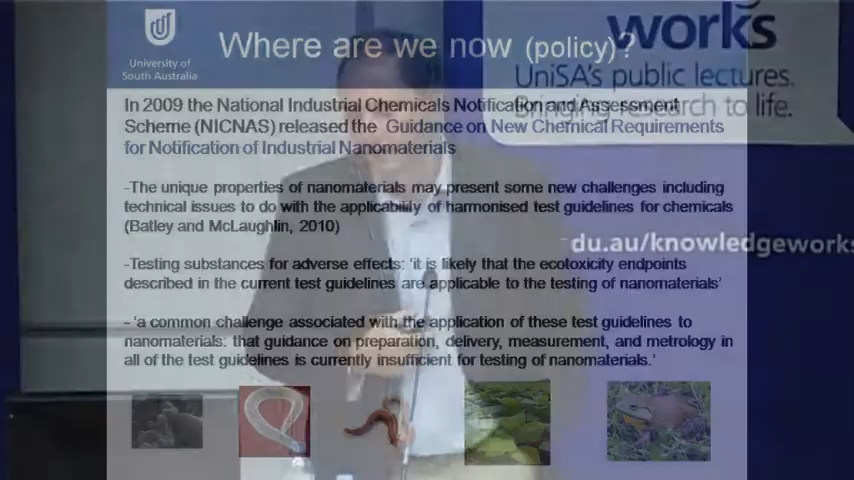 University of
South Australia
Where are we now (policy)?
works
UniSA's public lectures.
Bringing research to life.
In 2009 the National Industrial Chemicals Notification and Assessment
Scheme (NICNAS) released the Guidance on New Chemical Requirements
for Notification of Industrial Nanomaterials
-The unique properties of nanomaterials may present some new challenges including
technical issues to do with the applicability of harmonised test guidelines for chemicals
(Batley and McLaughlin, 2010)
du.au/knowledgeworks
-Testing substances for adverse effects: 'it is likely that the ecotoxicity endpoints
described in the current test guidelines are applicable to the testing of nanomaterials'
- 'a common challenge associated with the application of these test guidelines to
nanomaterials: that guidance on preparation, delivery, measurement, and metrology in
all of the test guidelines is currently insufficient for testing of nanomaterials.'